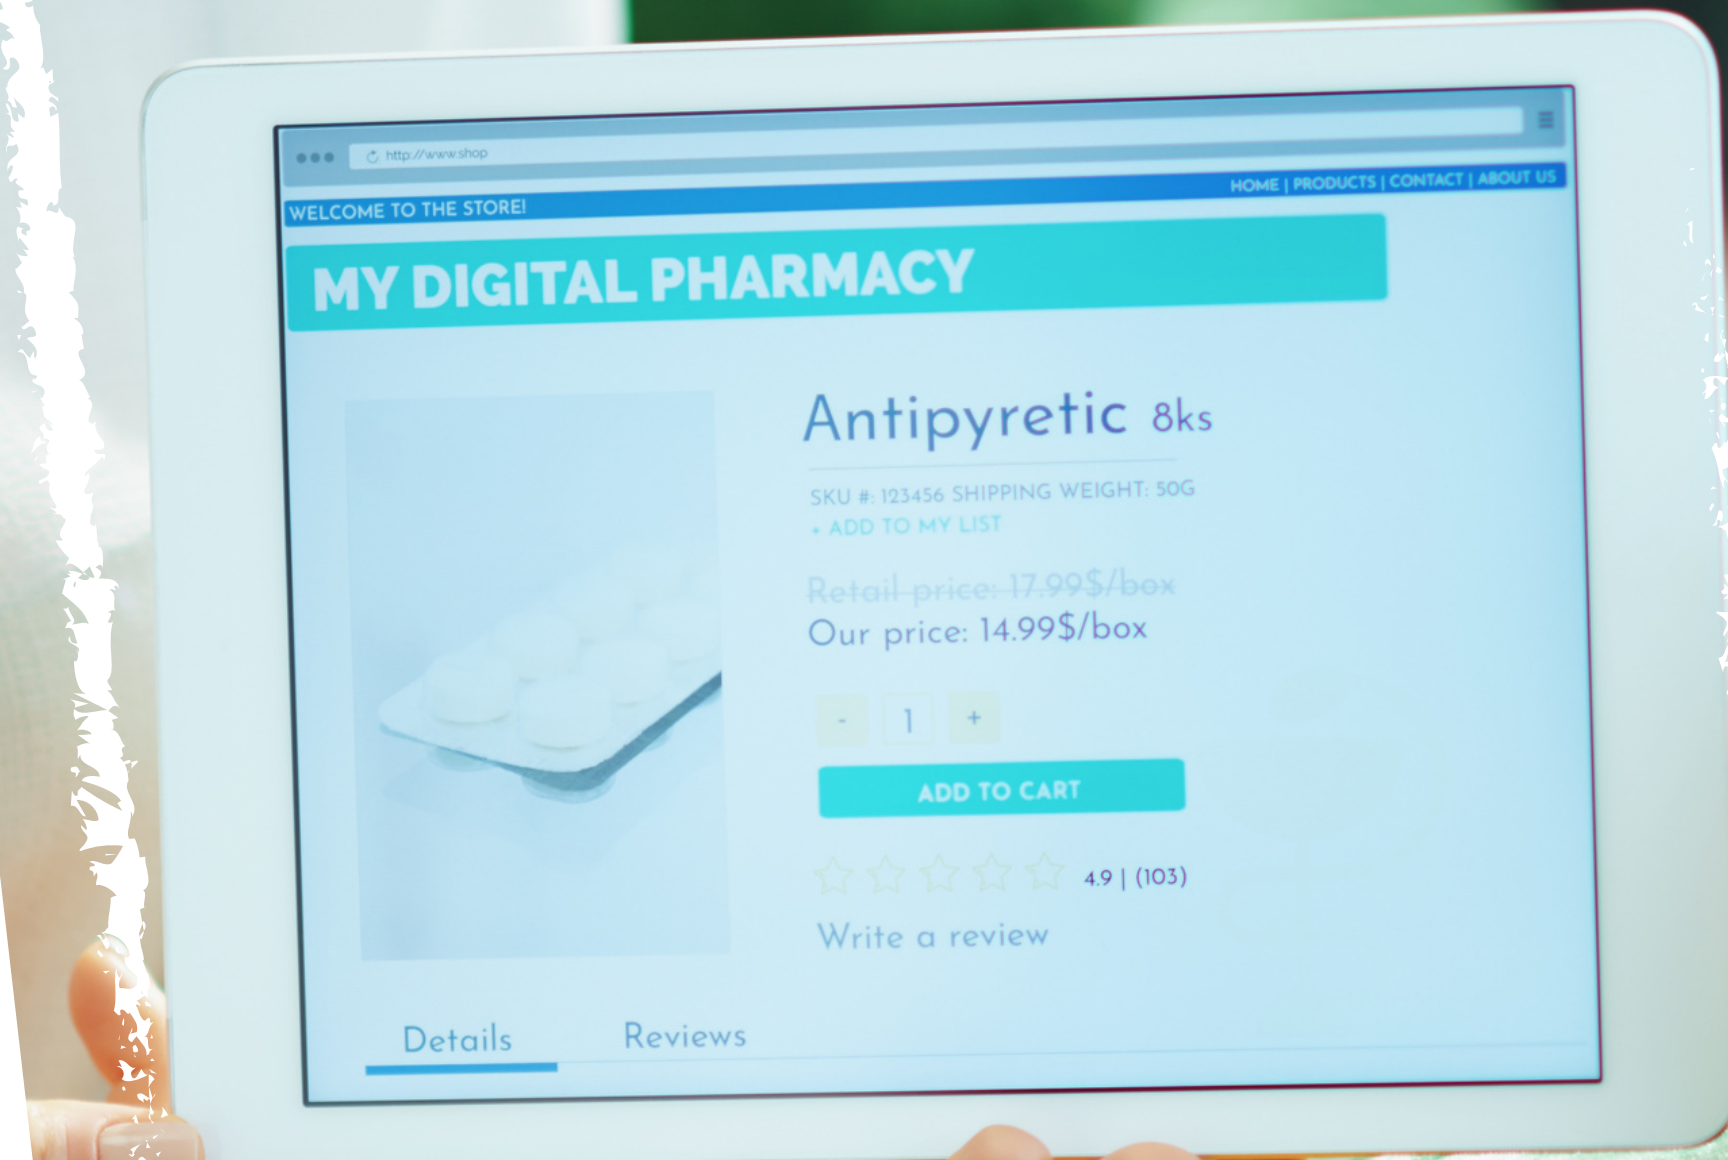 http://www.shop
HOME | PRODUCTS | CONTACT | ABOUT US
WELCOME TO THE STORE!
MY DIGITAL PHARMACY
Antipyretic 8ks
SKU #: 123456 SHIPPING WEIGHT: 50G
+ ADD TO MY LIST
Retail price: 17.99$/box
Our price: 14.99$/box
- 1 +
ADD TO CART
4.9 | (103)
Write a review
Details Reviews